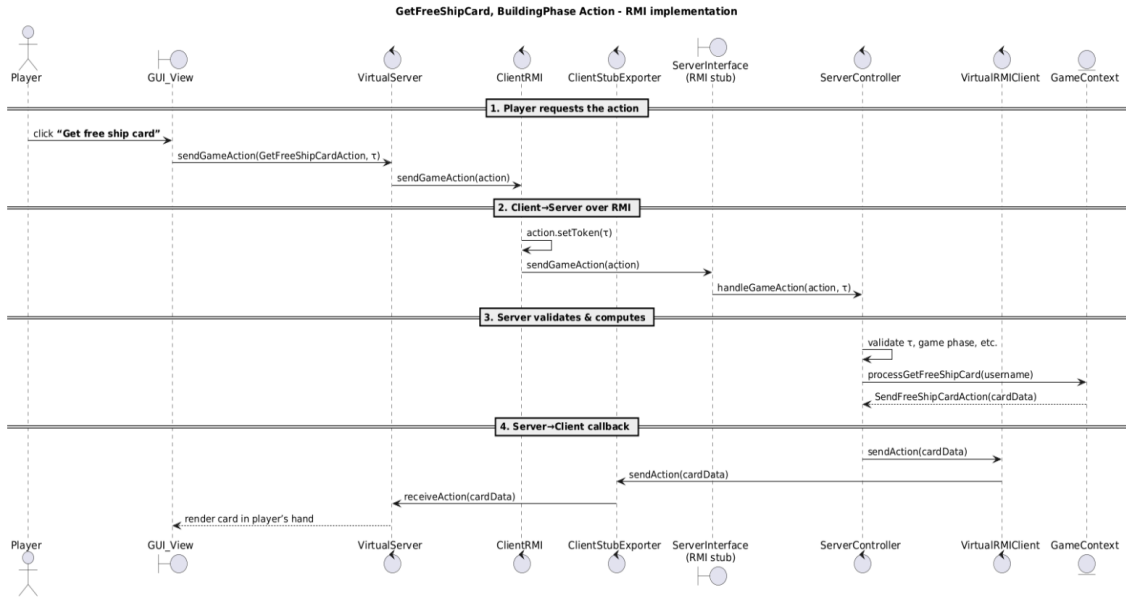 GetFreeShipCard, BuildingPhase Action - RMI implementation
Player
GUI_View
VirtualServer
ClientRMI
ClientStubExporter
ServerInterface
(RMI stub)
ServerController
VirtualRMIClient
GameContext
1. Player requests the action
click “Get free ship card”
sendGameAction(GetFreeShipCardAction, τ)
sendGameAction(action)
2. Client→Server over RMI
action.setToken(τ)
sendGameAction(action)
handleGameAction(action, τ)
3. Server validates & computes
validate τ, game phase, etc.
processGetFreeShipCard(username)
SendFreeShipCardAction(cardData)
4. Server→Client callback
sendAction(cardData)
sendAction(cardData)
receiveAction(cardData)
render card in player’s hand
Player
GUI_View
VirtualServer
ClientRMI
ClientStubExporter
ServerInterface
(RMI stub)
ServerController
VirtualRMIClient
GameContext